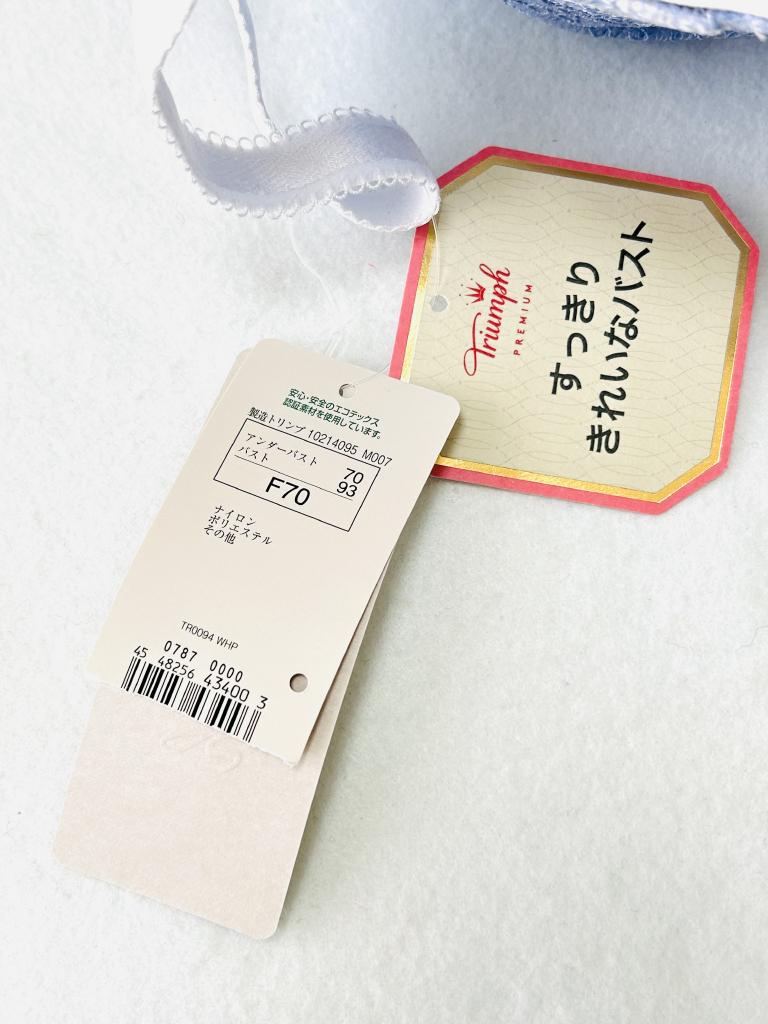 Triumph
PREMIUM
すっきり
きれいなバスト
安心・安全のエコテックス
認証素材を使用しています。
製造トリンプ 10214095 M007
アンダーバスト 70
バスト 93
F70
ナイロン
ポリエステル
その他
TR0094 WHP
0787 0000
45 48256 43400 3